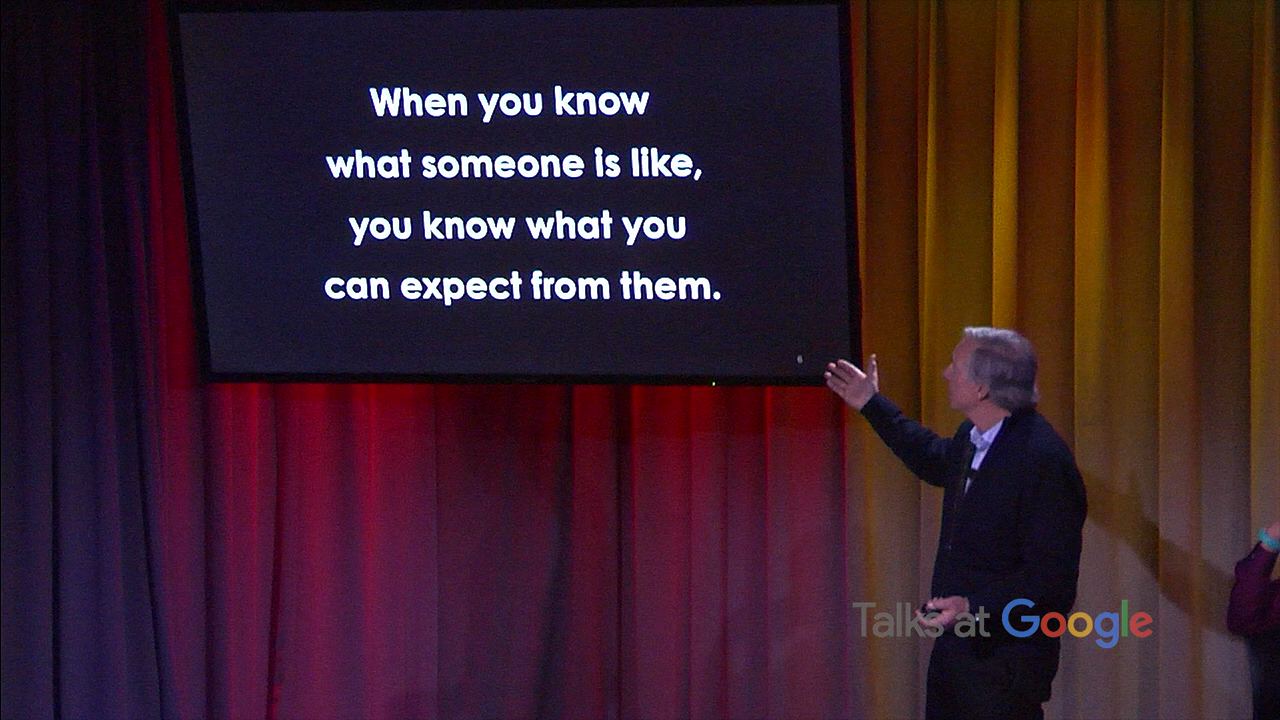 When you know
what someone is like,
you know what you
can expect from them.
Talks at Google